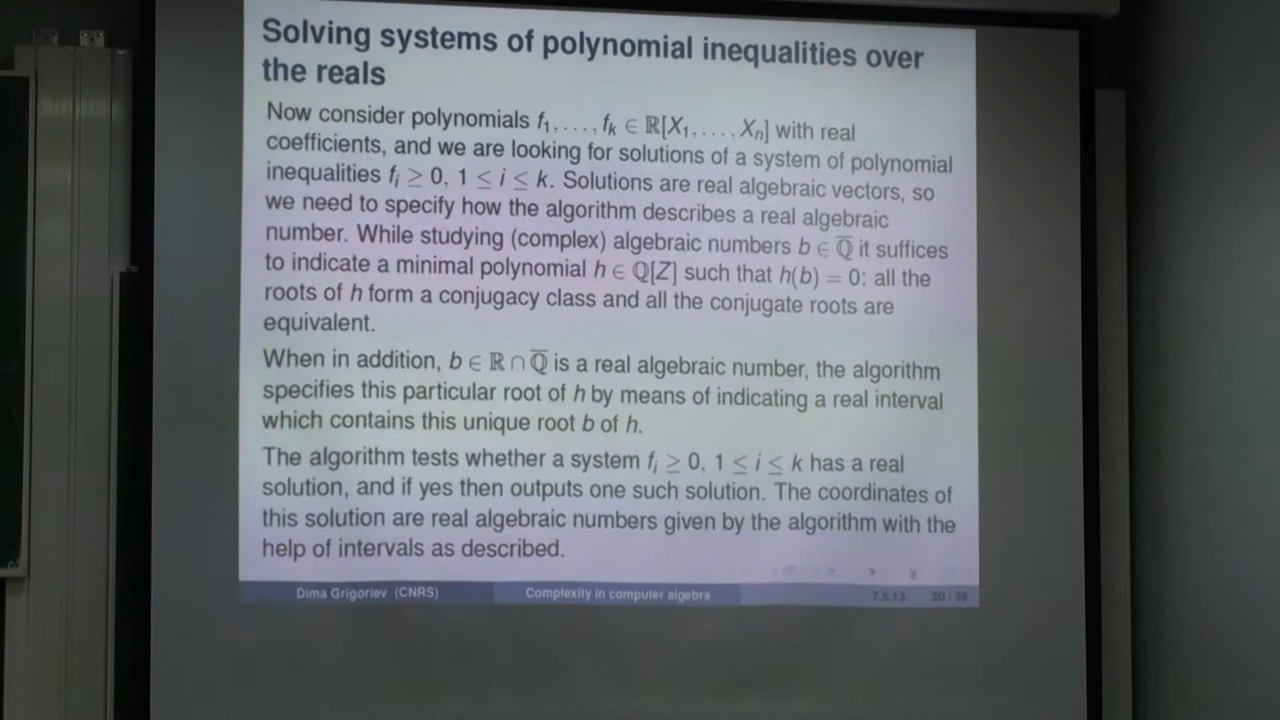 Solving systems of polynomial inequalities over
the reals
Now consider polynomials f₁, . . . , fₖ ∈ ℝ[X₁, . . . , Xₙ] with real
coefficients, and we are looking for solutions of a system of polynomial
inequalities fᵢ ≥ 0, 1 ≤ i ≤ k. Solutions are real algebraic vectors, so
we need to specify how the algorithm describes a real algebraic
number. While studying (complex) algebraic numbers b ∈ ℚ̅ it suffices
to indicate a minimal polynomial h ∈ ℚ[Z] such that h(b) = 0: all the
roots of h form a conjugacy class and all the conjugate roots are
equivalent.
When in addition, b ∈ ℝ ∩ ℚ̅ is a real algebraic number, the algorithm
specifies this particular root of h by means of indicating a real interval
which contains this unique root b of h.
The algorithm tests whether a system fᵢ ≥ 0, 1 ≤ i ≤ k has a real
solution, and if yes then outputs one such solution. The coordinates of
this solution are real algebraic numbers given by the algorithm with the
help of intervals as described.
Dima Grigoriev (CNRS) Complexity in computer algebra 7.5.13 20 / 38